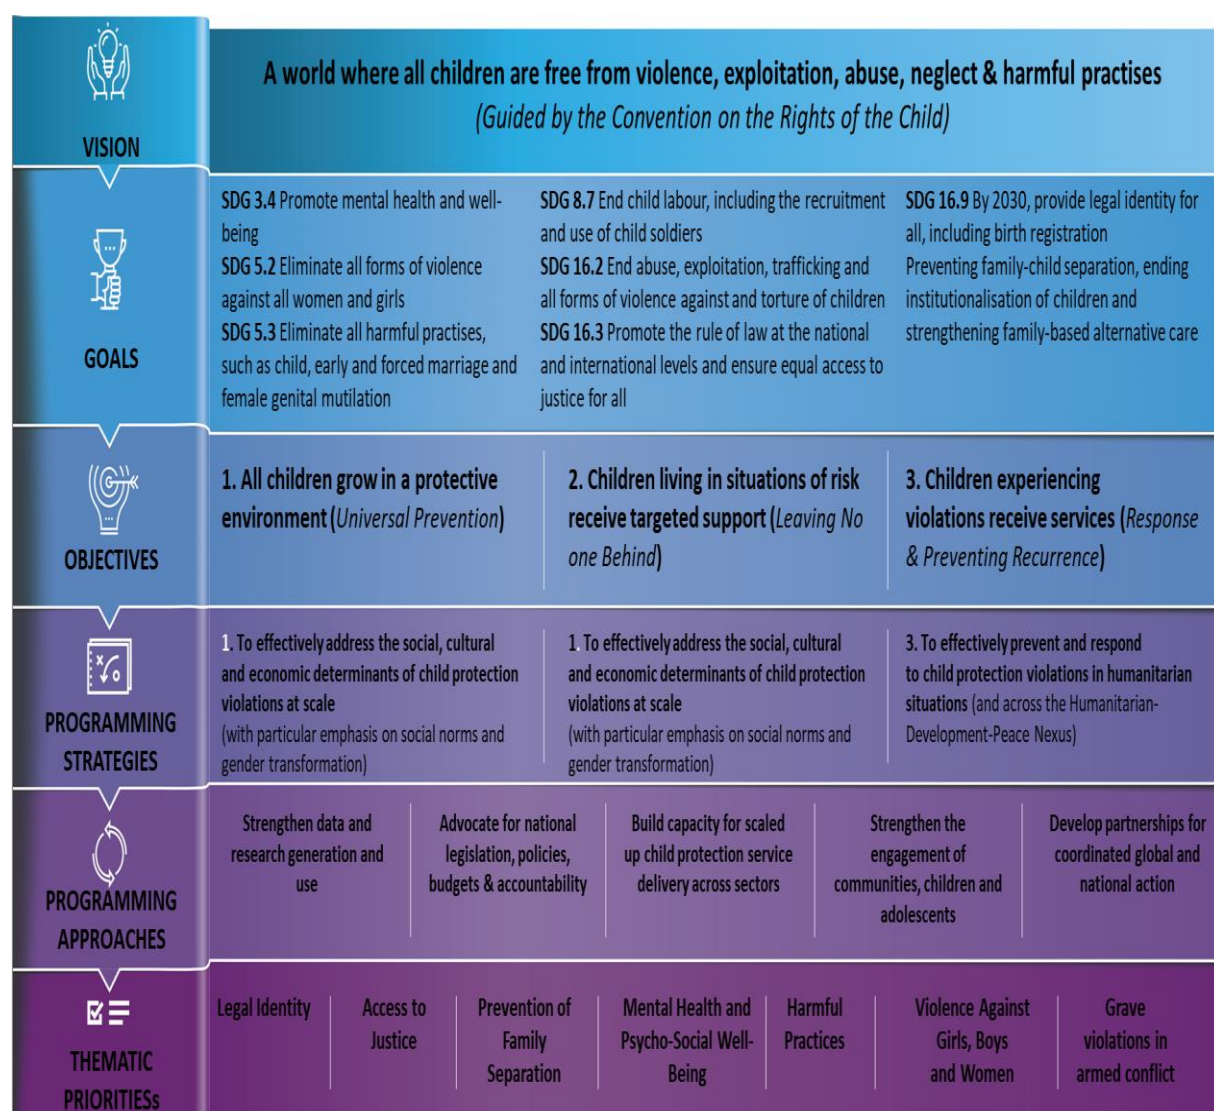 VISION
A world where all children are free from violence, exploitation, abuse, neglect & harmful practises
(Guided by the Convention on the Rights of the Child)
GOALS
SDG 3.4 Promote mental health and well-
being
SDG 5.2 Eliminate all forms of violence
against all women and girls
SDG 5.3 Eliminate all harmful practises,
such as child, early and forced marriage and
female genital mutilation
SDG 8.7 End child labour, including the recruitment
and use of child soldiers
SDG 16.2 End abuse, exploitation, trafficking and
all forms of violence against and torture of children
SDG 16.3 Promote the rule of law at the national
and international levels and ensure equal access to
justice for all
SDG 16.9 By 2030, provide legal identity for
all, including birth registration
Preventing family-child separation, ending
institutionalisation of children and
strengthening family-based alternative care
OBJECTIVES
1. All children grow in a protective
environment (Universal Prevention)
2. Children living in situations of risk
receive targeted support (Leaving No
one Behind)
3. Children experiencing
violations receive services (Response
& Preventing Recurrence)
PROGRAMMING
STRATEGIES
1. To effectively address the social, cultural
and economic determinants of child protection
violations at scale
(with particular emphasis on social norms and
gender transformation)
1. To effectively address the social, cultural
and economic determinants of child protection
violations at scale
(with particular emphasis on social norms and
gender transformation)
3. To effectively prevent and respond
to child protection violations in humanitarian
situations (and across the Humanitarian-
Development-Peace Nexus)
PROGRAMMING
APPROACHES
Strengthen data and
research generation and
use
Advocate for national
legislation, policies,
budgets & accountability
Build capacity for scaled
up child protection service
delivery across sectors
Strengthen the
engagement of
communities, children and
adolescents
Develop partnerships for
coordinated global and
national action
THEMATIC
PRIORITIESs
Legal Identity
Access to
Justice
Prevention of
Family
Separation
Mental Health and
Psycho-Social Well-
Being
Harmful
Practices
Violence Against
Girls, Boys
and Women
Grave
violations in
armed conflict